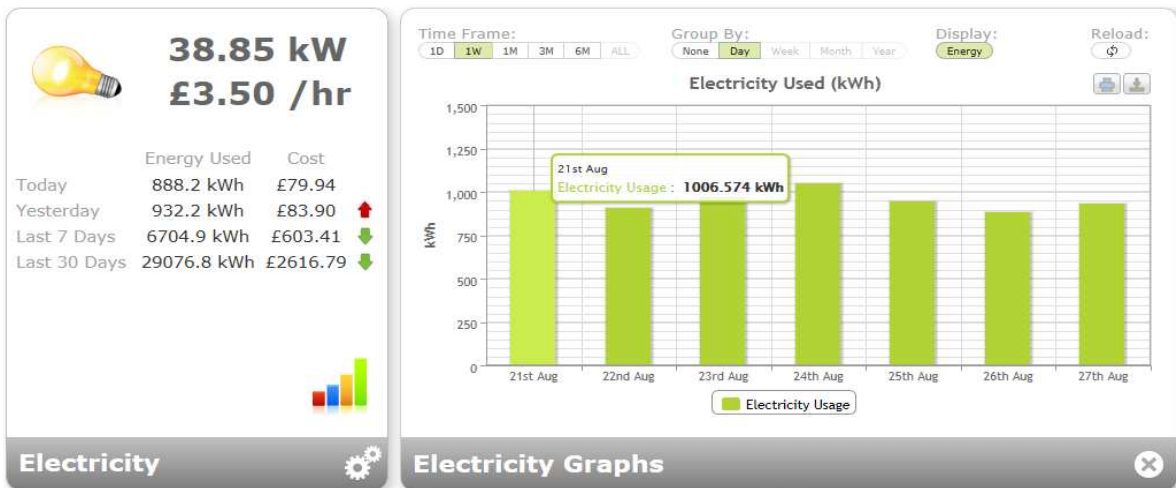 38.85 kW
£3.50 /hr
Energy Used Cost
Today 888.2 kWh £79.94
Yesterday 932.2 kWh £83.90
Last 7 Days 6704.9 kWh £603.41
Last 30 Days 29076.8 kWh £2616.79
Electricity
Time Frame: Group By: Display: Reload:
1D 1W 1M 3M 6M ALL None Day Week Month Year Energy
Electricity Used (kWh)
1,500
1,250
21st Aug
Electricity Usage : 1006.574 kWh
1,000
kWh
750
500
250
0
21st Aug 22nd Aug 23rd Aug 24th Aug 25th Aug 26th Aug 27th Aug
Electricity Usage
Electricity Graphs